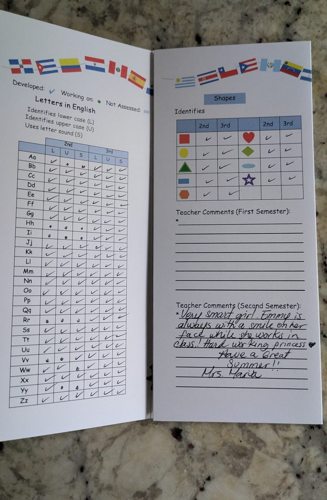 Developed: ✓ Working on: • Not Assessed:
Letters in English
Identifies lower case (L)
Identifies upper case (U)
Uses letter sound (S)
2nd 3rd
L U S L U S
Aa
Bb
Cc
Dd
Ee
Ff
Gg
Hh
Ii
Jj
Kk
Ll
Mm
Nn
Oo
Pp
Qq
Rr
Ss
Tt
Uu
Vv
Ww
Xx
Yy
Zz
Shapes
Identifies
2nd 3rd 2nd 3rd
Teacher Comments (First Semester):
Teacher Comments (Second Semester):
Very smart girl. Emma is
always with a smile on her
face while she works in
class! Hard working princess
Have a Great
Summer!!
Mrs.